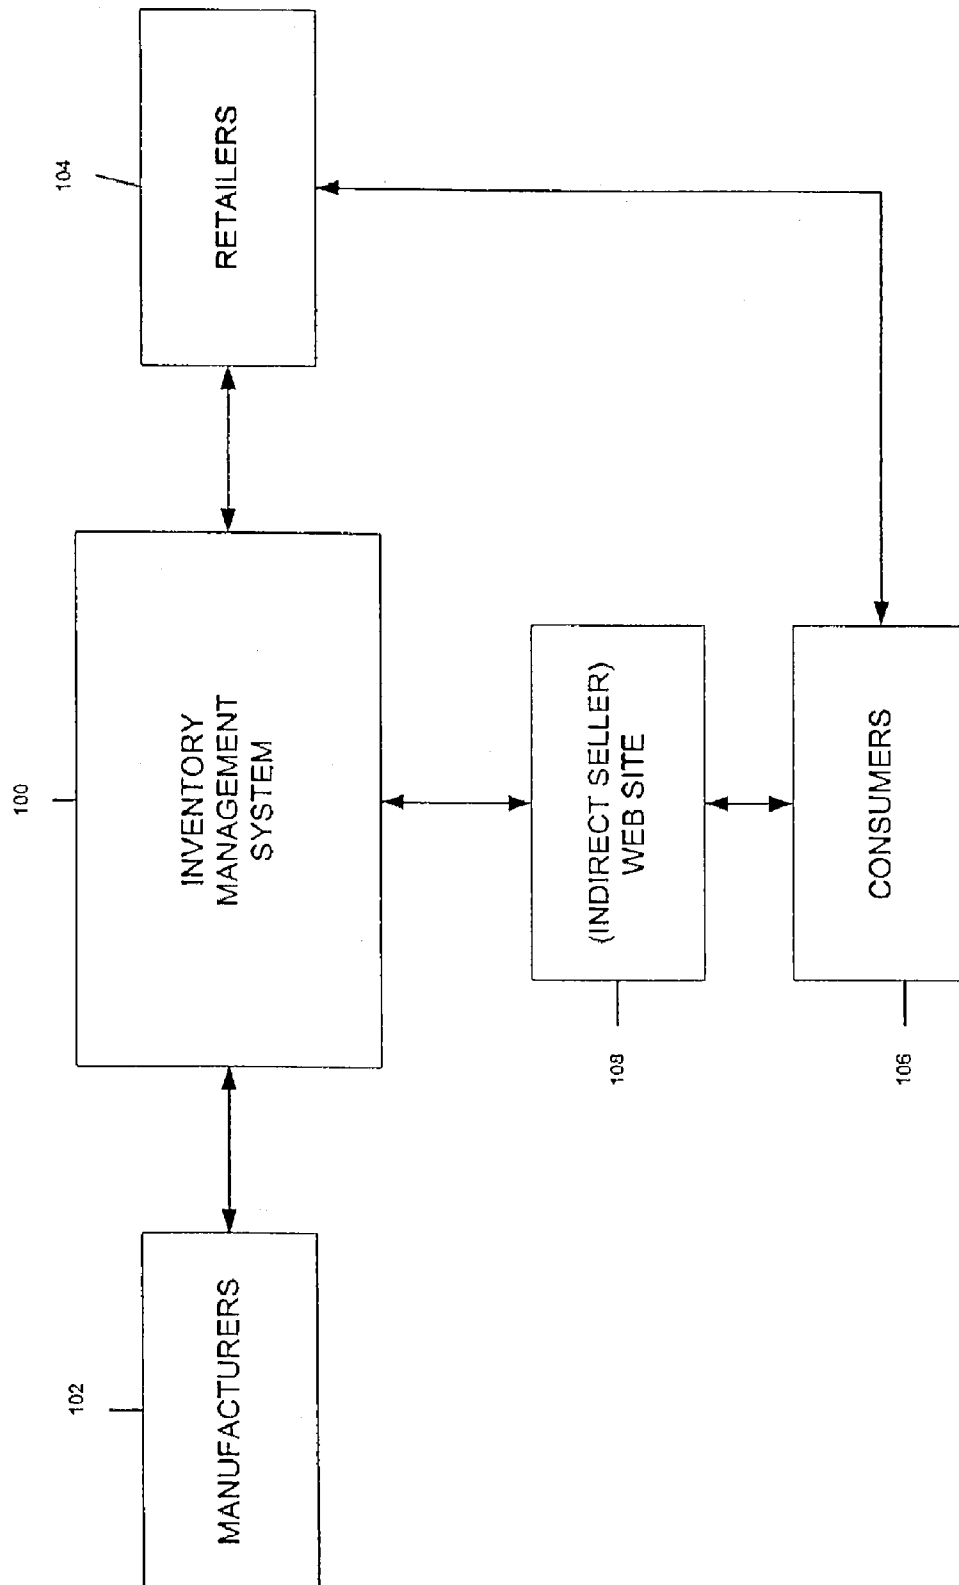 100
102
104
MANUFACTURERS
INVENTORY
MANAGEMENT
SYSTEM
RETAILERS
108
(INDIRECT SELLER)
WEB SITE
106
CONSUMERS